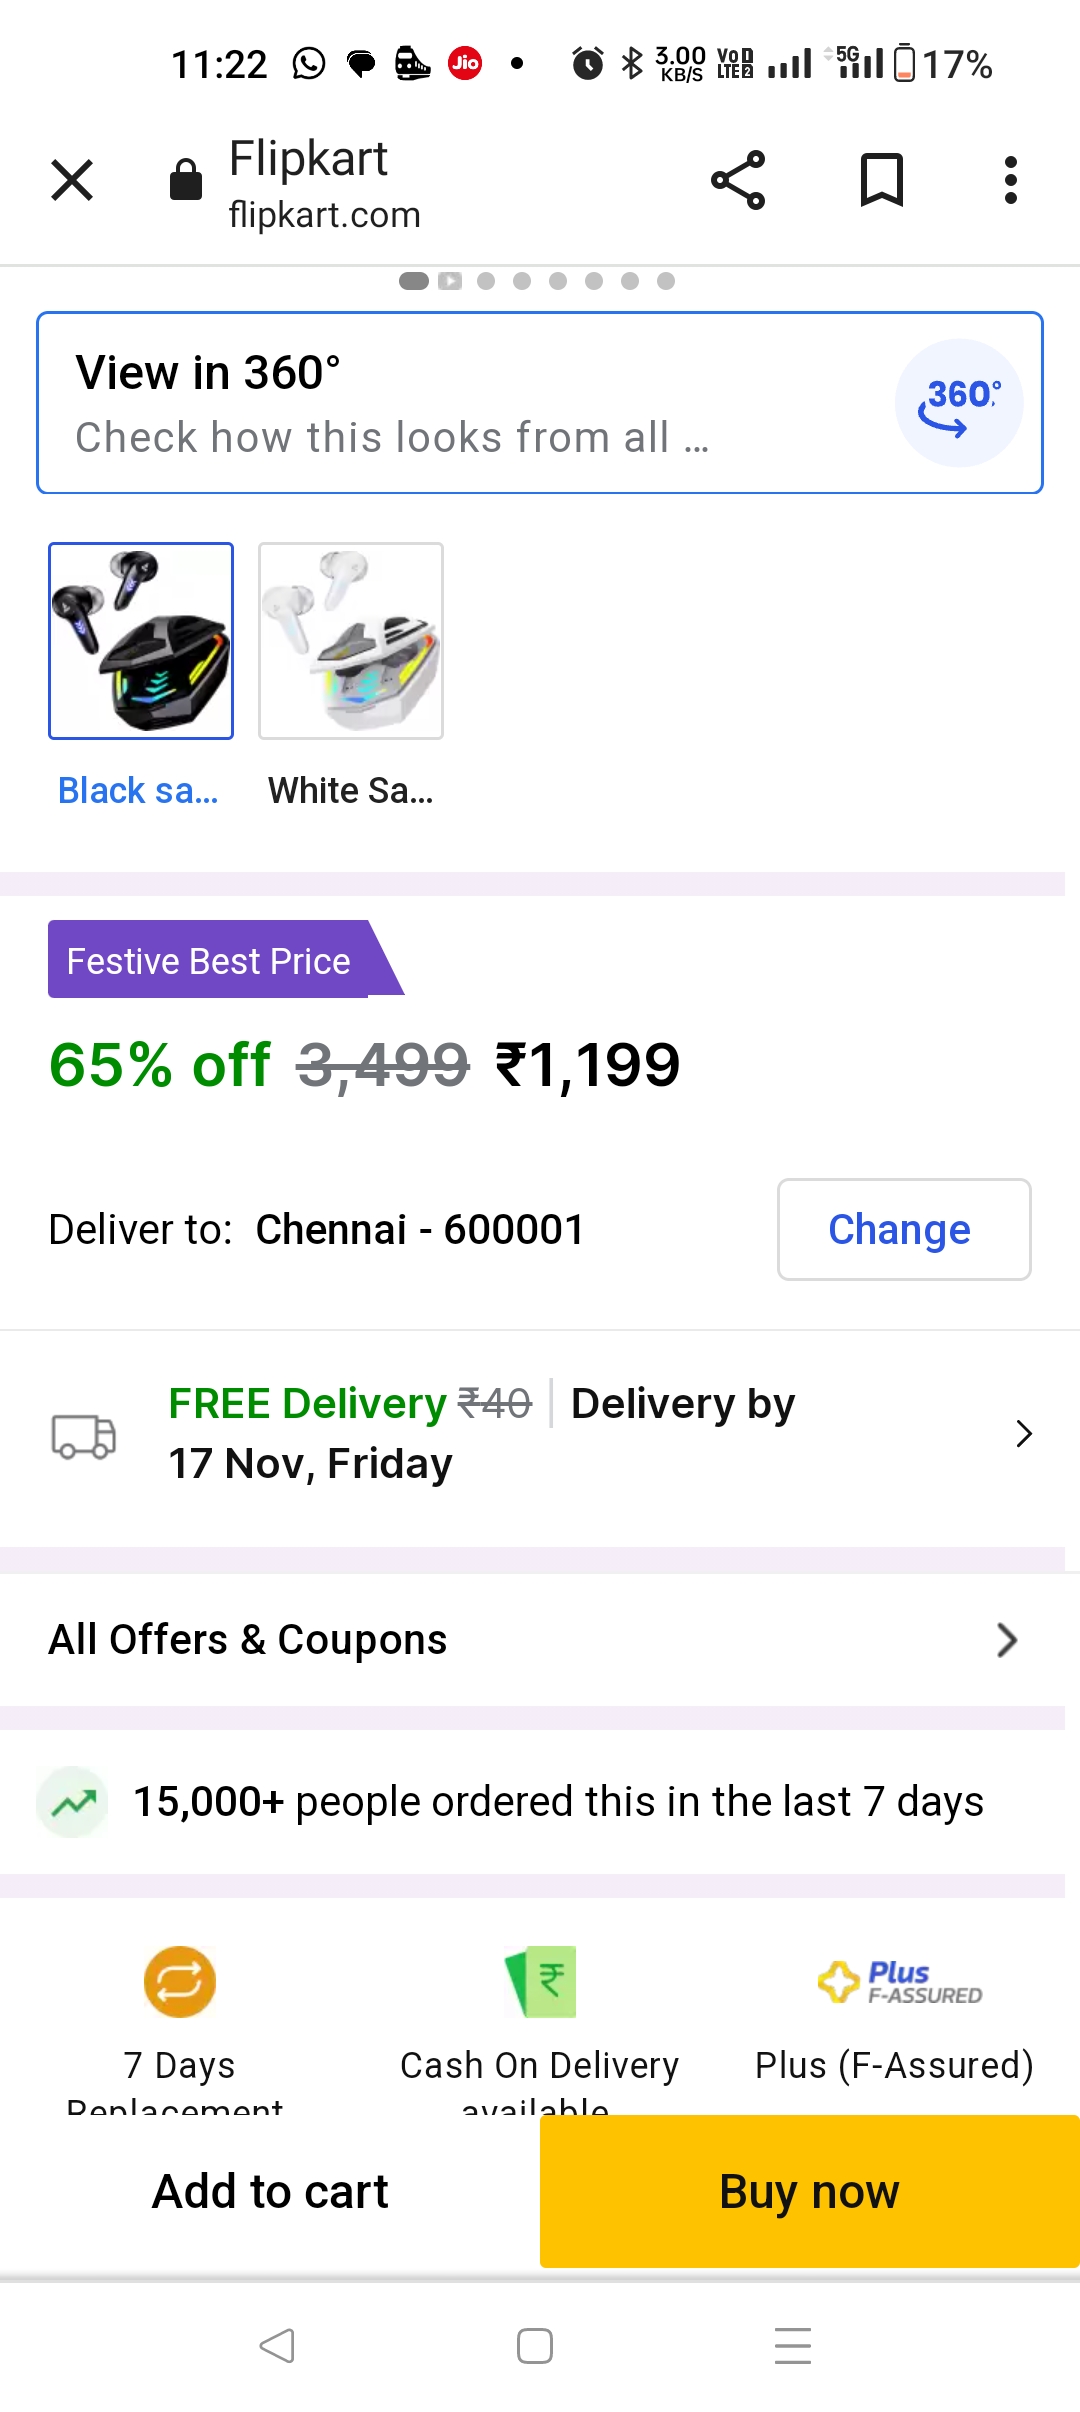 11:22 Jio 3.00 KB/S VoD LTE 2 5G 17%
Flipkart
flipkart.com
View in 360°
Check how this looks from all ...
360°
Black sa...
White Sa...
Festive Best Price
65% off 3,499 ₹1,199
Deliver to: Chennai - 600001
Change
FREE Delivery ₹40 | Delivery by
17 Nov, Friday
All Offers & Coupons
15,000+ people ordered this in the last 7 days
₹
Plus
F-ASSURED
7 Days
Replacement
Cash On Delivery
available
Plus (F-Assured)
Add to cart
Buy now